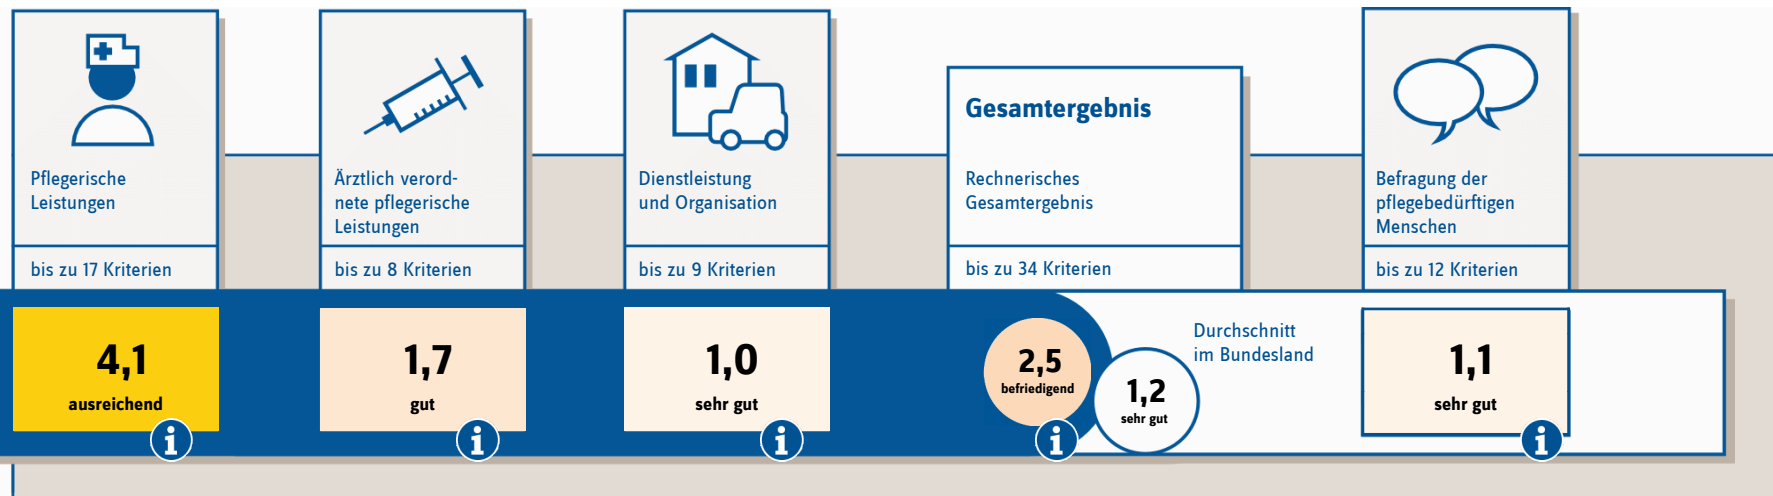 Pflegerische
Leistungen
bis zu 17 Kriterien
4,1
ausreichend
i
Ärztlich verord-
nete pflegerische
Leistungen
bis zu 8 Kriterien
1,7
gut
i
Dienstleistung
und Organisation
bis zu 9 Kriterien
1,0
sehr gut
i
Gesamtergebnis
Rechnerisches
Gesamtergebnis
bis zu 34 Kriterien
2,5
befriedigend
i
1,2
sehr gut
Durchschnitt
im Bundesland
Befragung der
pflegebedürftigen
Menschen
bis zu 12 Kriterien
1,1
sehr gut
i